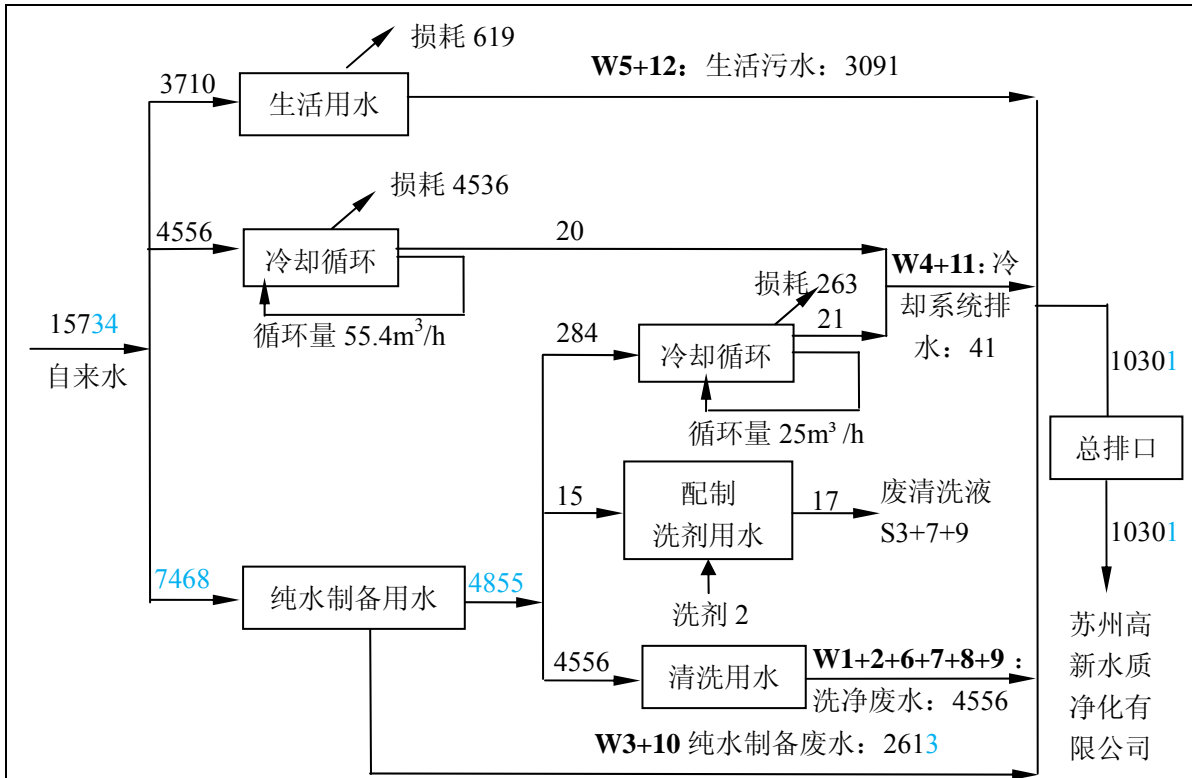 损耗 619
W5+12：生活污水：3091
3710
生活用水
损耗 4536
4556
20
冷却循环
W4+11：冷
却系统排
水：41
损耗 263
21
15734
自来水
循环量 55.4m³/h
284
冷却循环
10301
循环量 25m³ /h
总排口
配制
洗剂用水
15
17
废清洗液
S3+7+9
10301
7468
纯水制备用水
4855
洗剂 2
苏州高
新水质
净化有
限公司
4556
清洗用水
W1+2+6+7+8+9：
洗净废水：4556
W3+10 纯水制备废水：2613